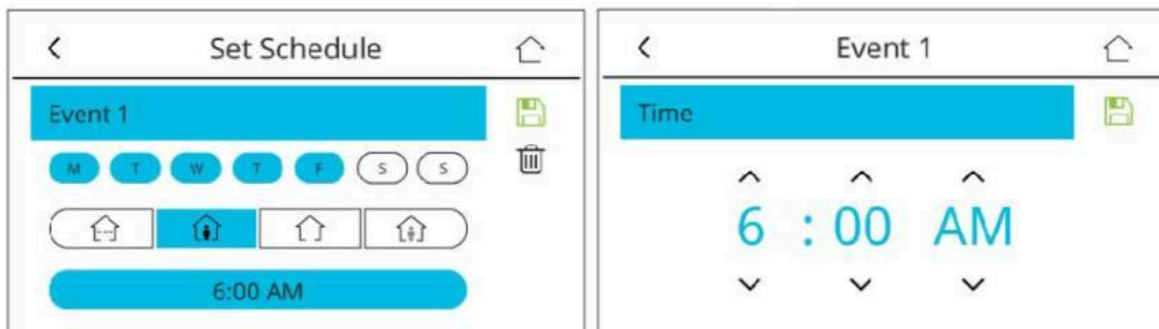 Set Schedule
Event 1
M T W T F S S
6:00 AM
Event 1
Time
6 : 00 AM